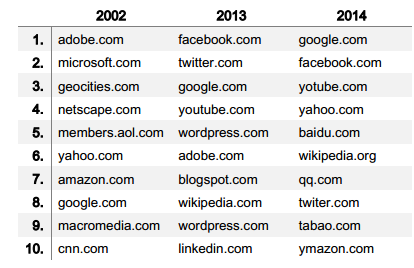 2002 2013 2014
1. adobe.com facebook.com google.com
2. microsoft.com twitter.com facebook.com
3. geocities.com google.com yotube.com
4. netscape.com youtube.com yahoo.com
5. members.aol.com wordpress.com baidu.com
6. yahoo.com adobe.com wikipedia.org
7. amazon.com blogspot.com qq.com
8. google.com wikipedia.com twiter.com
9. macromedia.com wordpress.com tabao.com
10. cnn.com linkedin.com ymazon.com